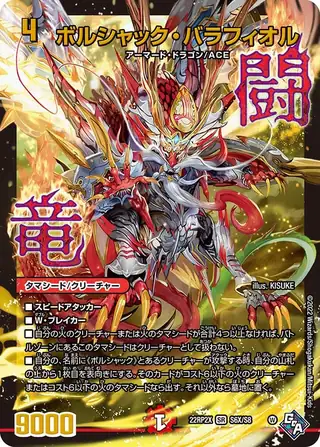 4 ボルシャック・バラフィオル
アーマード・ドラゴン/ACE
闘
竜
illus. KISUKE
タマシード/クリーチャー
■スピードアタッカー
■W・ブレイカー
■自分の火のクリーチャーまたは火のタマシードが合計4つ以上なければ、バト
ルゾーンにあるこのタマシードはクリーチャーとして扱わない。
■自分の、名前に《ボルシャック》とあるクリーチャーが攻撃する時、自分の山札
の上から1枚目を表向きにする。そのカードがコスト6以下の火のクリーチャー
またはコスト6以下の火のタマシードなら出す。それ以外なら墓地に置く。
9000
22RP2X SR S6X/S8 W
©2022 Wizards/Shogakukan/Mitsui-Kids